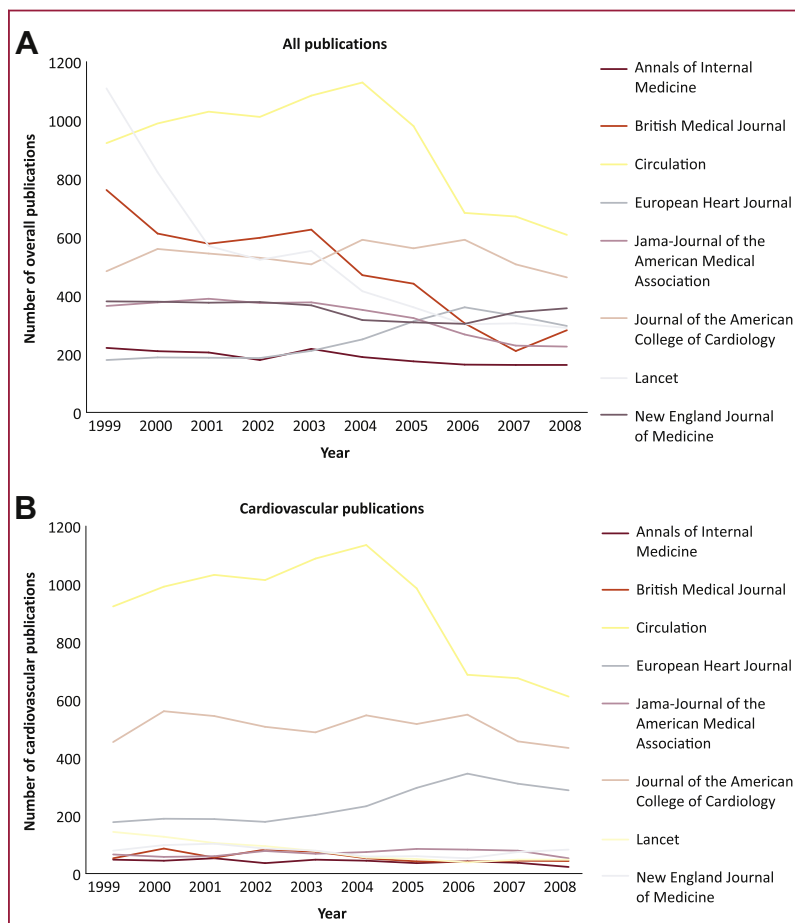 A
All publications
1200
1000
800
600
400
200
0
Number of overall publications
1999 2000 2001 2002 2003 2004 2005 2006 2007 2008
Year
Annals of Internal
Medicine
British Medical Journal
Circulation
European Heart Journal
Jama-Journal of the
American Medical
Association
Journal of the American
College of Cardiology
Lancet
New England Journal
of Medicine
B
Cardiovascular publications
1200
1000
800
600
400
200
0
Number of cardiovascular publications
1999 2000 2001 2002 2003 2004 2005 2006 2007 2008
Year
Annals of Internal
Medicine
British Medical Journal
Circulation
European Heart Journal
Jama-Journal of the
American Medical
Association
Journal of the American
College of Cardiology
Lancet
New England Journal
of Medicine